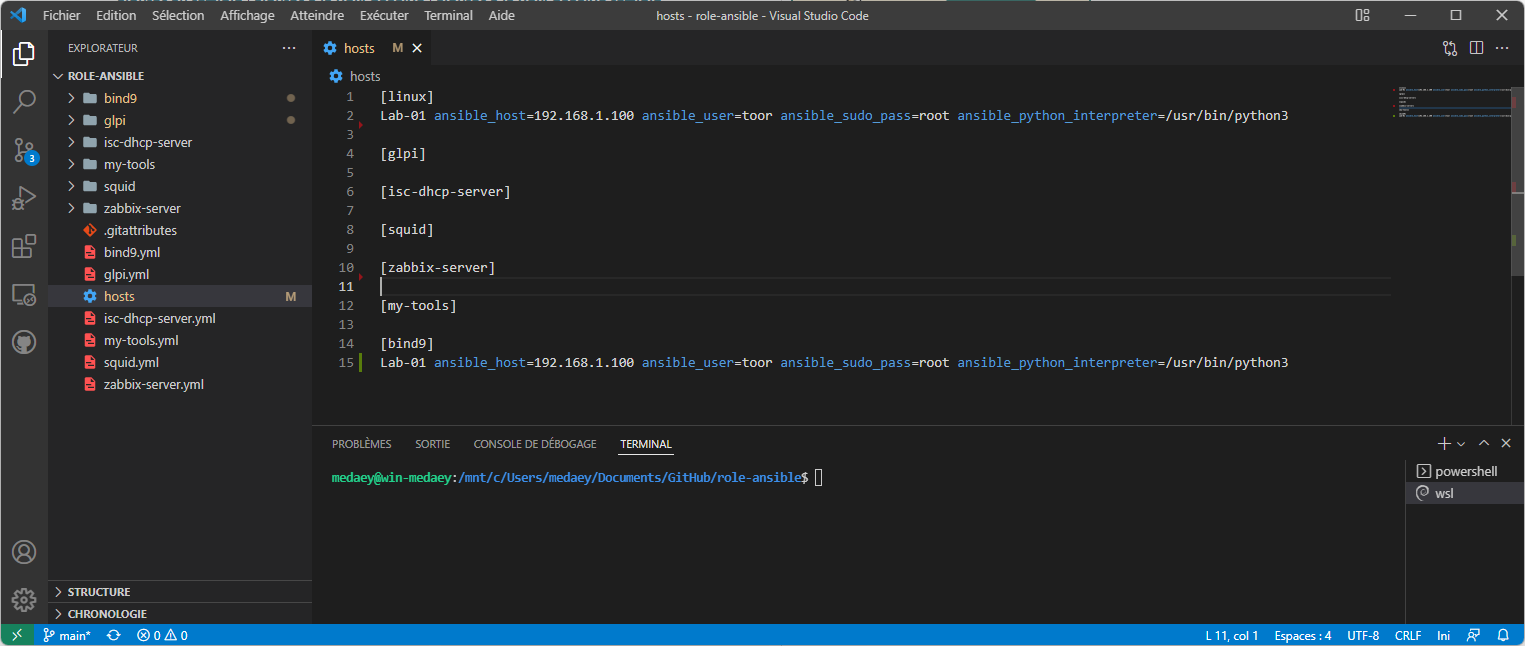 Fichier Edition Sélection Affichage Atteindre Exécuter Terminal Aide hosts - role-ansible - Visual Studio Code
EXPLORATEUR ···
ROLE-ANSIBLE
bind9
glpi
isc-dhcp-server
my-tools
squid
zabbix-server
.gitattributes
bind9.yml
glpi.yml
hosts M
isc-dhcp-server.yml
my-tools.yml
squid.yml
zabbix-server.yml
STRUCTURE
CHRONOLOGIE
3
hosts M
hosts
1 [linux]
2 Lab-01 ansible_host=192.168.1.100 ansible_user=toor ansible_sudo_pass=root ansible_python_interpreter=/usr/bin/python3
3
4 [glpi]
5
6 [isc-dhcp-server]
7
8 [squid]
9
10 [zabbix-server]
11
12 [my-tools]
13
14 [bind9]
15 Lab-01 ansible_host=192.168.1.100 ansible_user=toor ansible_sudo_pass=root ansible_python_interpreter=/usr/bin/python3
PROBLÈMES SORTIE CONSOLE DE DÉBOGAGE TERMINAL
medaey@win-medaey:/mnt/c/Users/medaey/Documents/GitHub/role-ansible$
powershell
wsl
main* 0 0 L 11, col 1 Espaces : 4 UTF-8 CRLF Ini